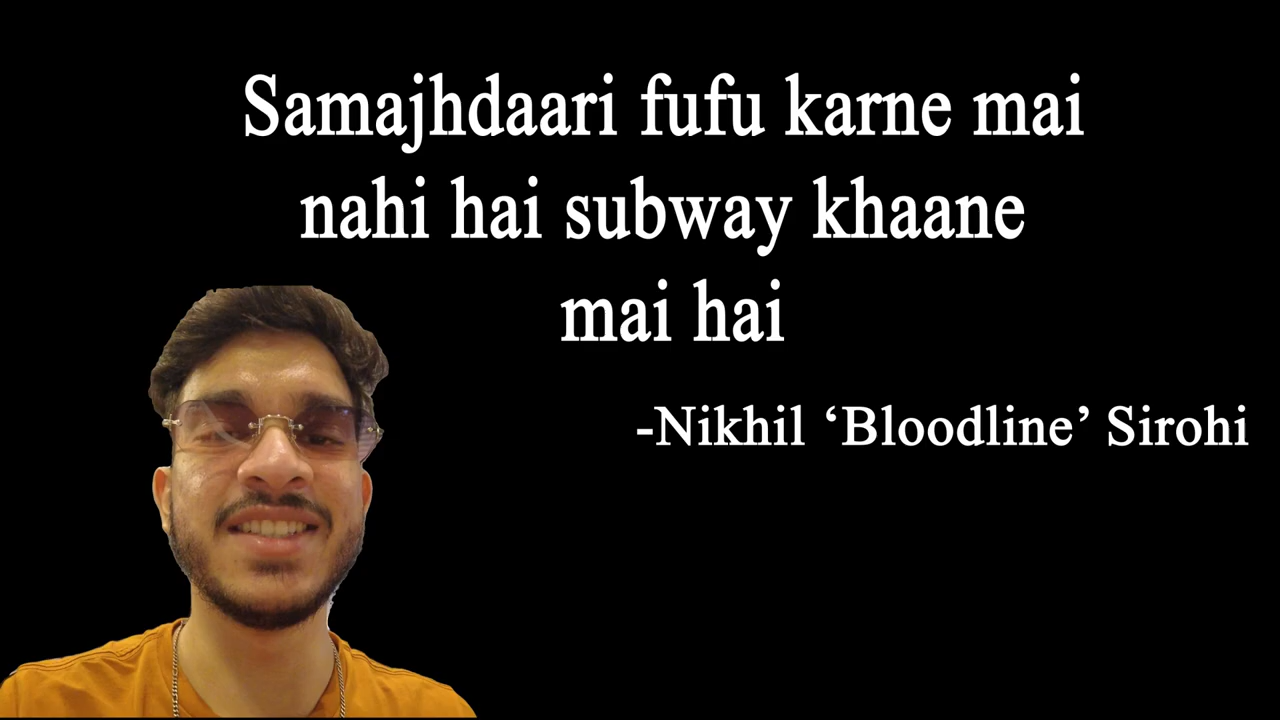 Samajhdaari fufu karne mai
nahi hai subway khaane
mai hai
-Nikhil ‘Bloodline’ Sirohi